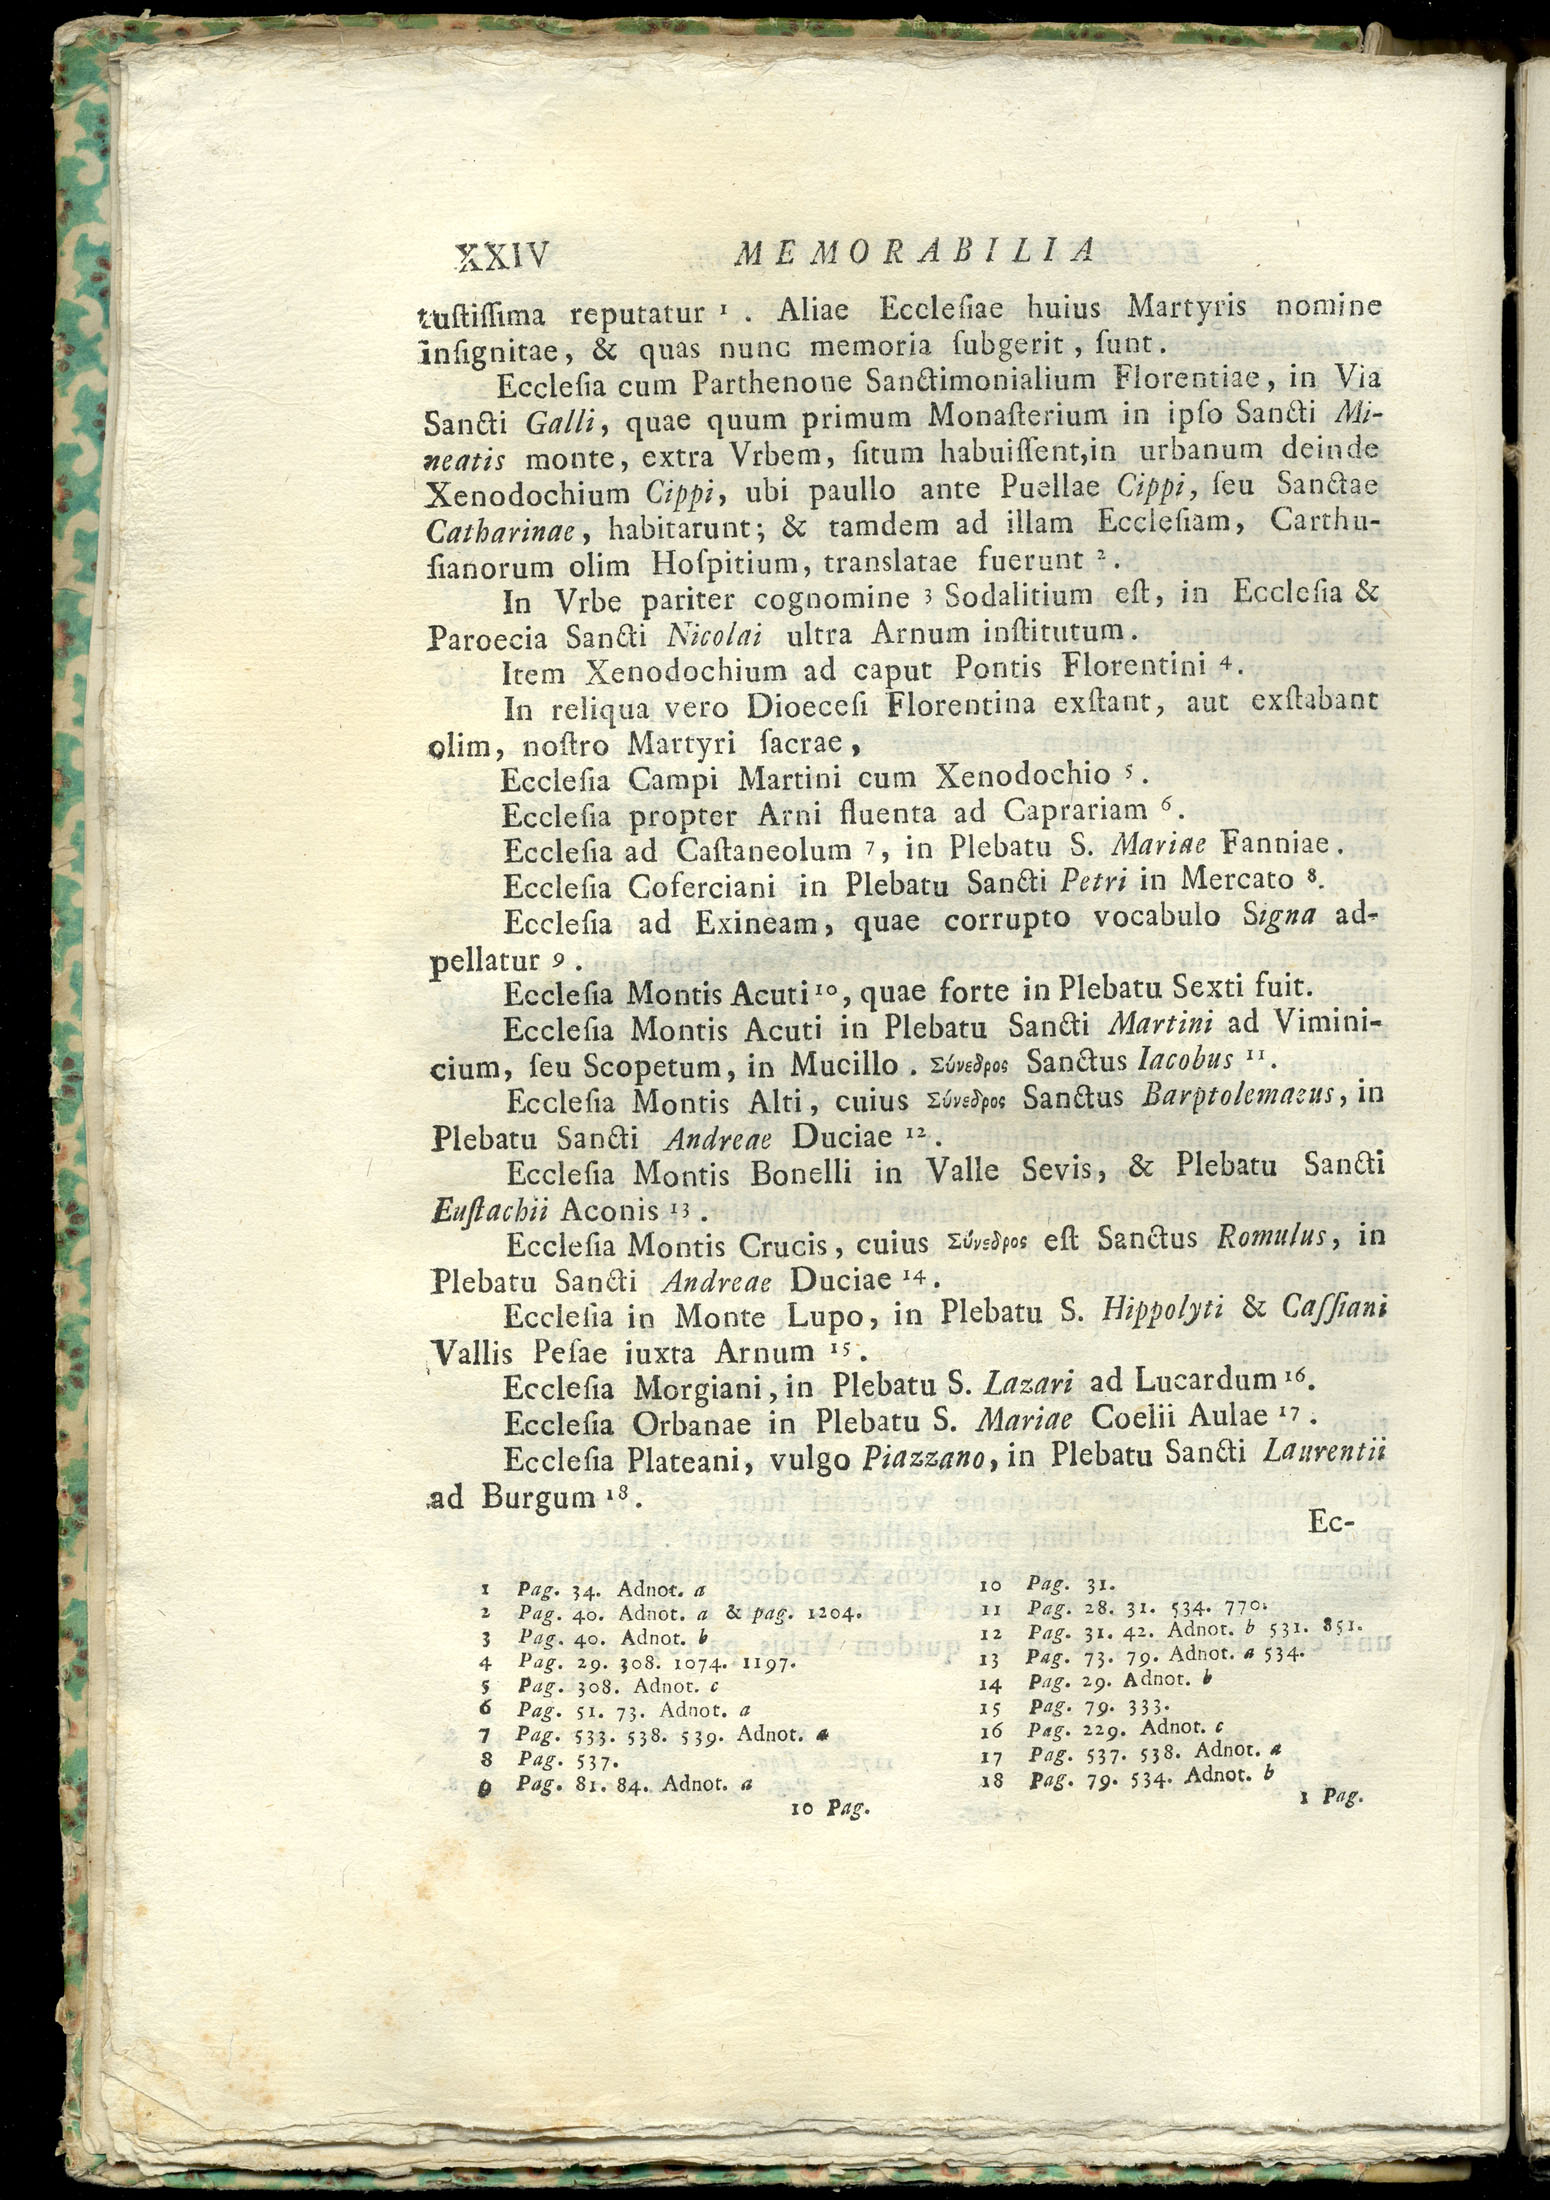 XXIV MEMORABILIA
tuſtiſſima reputatur 1 . Aliae Eccleſiae huius Martyris nomine
inſignitae, & quas nunc memoria ſubgerit, ſunt.
Eccleſia cum Parthenone Sanctimonialium Florentiae, in Via
Sancti Galli, quae quum primum Monaſterium in ipſo Sancti Mi-
neatis monte, extra Vrbem, ſitum habuiſſent,in urbanum deinde
Xenodochium Cippi, ubi paullo ante Puellae Cippi, ſeu Sanctae
Catharinae, habitarunt; & tamdem ad illam Eccleſiam, Carthu-
ſianorum olim Hoſpitium, translatae fuerunt 2 .
In Vrbe pariter cognomine 3 Sodalitium eſt, in Eccleſia &
Paroecia Sancti Nicolai ultra Arnum inſtitutum.
Item Xenodochium ad caput Pontis Florentini 4 .
In reliqua vero Dioeceſi Florentina exſtant, aut exſtabant
olim, noſtro Martyri ſacrae,
Eccleſia Campi Martini cum Xenodochio 5 .
Eccleſia propter Arni fluenta ad Caprariam 6 .
Eccleſia ad Caſtaneolum 7 , in Plebatu S. Mariae Fanniae.
Eccleſia Coferciani in Plebatu Sancti Petri in Mercato 8 .
Eccleſia ad Exineam, quae corrupto vocabulo Signa ad-
pellatur 9 .
Eccleſia Montis Acuti 10 , quae forte in Plebatu Sexti fuit.
Eccleſia Montis Acuti in Plebatu Sancti Martini ad Vimini-
cium, ſeu Scopetum, in Mucillo. Σύνεδρος Sanctus Iacobus 11 .
Eccleſia Montis Alti, cuius Σύνεδρος Sanctus Barptolemaeus, in
Plebatu Sancti Andreae Duciae 12 .
Eccleſia Montis Bonelli in Valle Sevis, & Plebatu Sancti
Euſtachii Aconis 13 .
Eccleſia Montis Crucis, cuius Σύνεδρος eſt Sanctus Romulus, in
Plebatu Sancti Andreae Duciae 14 .
Eccleſia in Monte Lupo, in Plebatu S. Hippolyti & Caſſiani
Vallis Peſae iuxta Arnum 15 .
Eccleſia Morgiani, in Plebatu S. Lazari ad Lucardum 16 .
Eccleſia Orbanae in Plebatu S. Mariae Coelii Aulae 17 .
Eccleſia Plateani, vulgo Piazzano, in Plebatu Sancti Laurentii
ad Burgum 18 .
Ec-
1 Pag. 34. Adnot. a
2 Pag. 40. Adnot. a & pag. 1204.
3 Pag. 40. Adnot. b
4 Pag. 29. 308. 1074. 1197.
5 Pag. 308. Adnot. c
6 Pag. 51. 73. Adnot. a
7 Pag. 533. 538. 539. Adnot. a
8 Pag. 537.
9 Pag. 81. 84. Adnot. a
10 Pag.
10 Pag. 31.
11 Pag. 28. 31. 534. 770.
12 Pag. 31. 42. Adnot. b 531. 851.
13 Pag. 73. 79. Adnot. a 534.
14 Pag. 29. Adnot. b
15 Pag. 79. 333.
16 Pag. 229. Adnot. c
17 Pag. 537. 538. Adnot. a
18 Pag. 79. 534. Adnot. b
1 Pag.